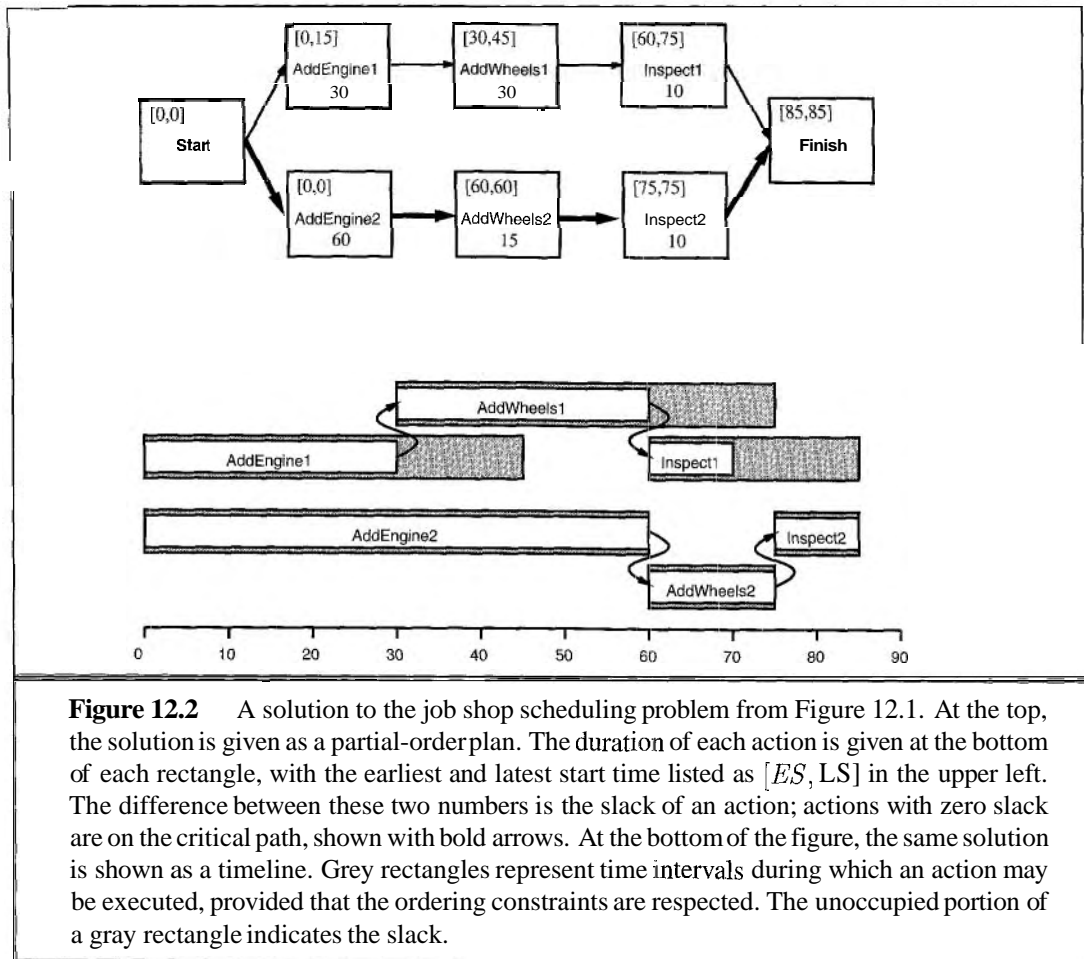 [0,15]
AddEngine1
30
[30,45]
AddWheels1
30
[60,75]
Inspect1
10
[0,0]
Start
[85,85]
Finish
[0,0]
AddEngine2
60
[60,60]
AddWheels2
15
[75,75]
Inspect2
10
AddWheels1
AddEngine1
Inspect1
AddEngine2
Inspect2
AddWheels2
0 10 20 30 40 50 60 70 80 90
Figure 12.2 A solution to the job shop scheduling problem from Figure 12.1. At the top,
the solution is given as a partial-order plan. The duration of each action is given at the bottom
of each rectangle, with the earliest and latest start time listed as [ES, LS] in the upper left.
The difference between these two numbers is the slack of an action; actions with zero slack
are on the critical path, shown with bold arrows. At the bottom of the figure, the same solution
is shown as a timeline. Grey rectangles represent time intervals during which an action may
be executed, provided that the ordering constraints are respected. The unoccupied portion of
a gray rectangle indicates the slack.